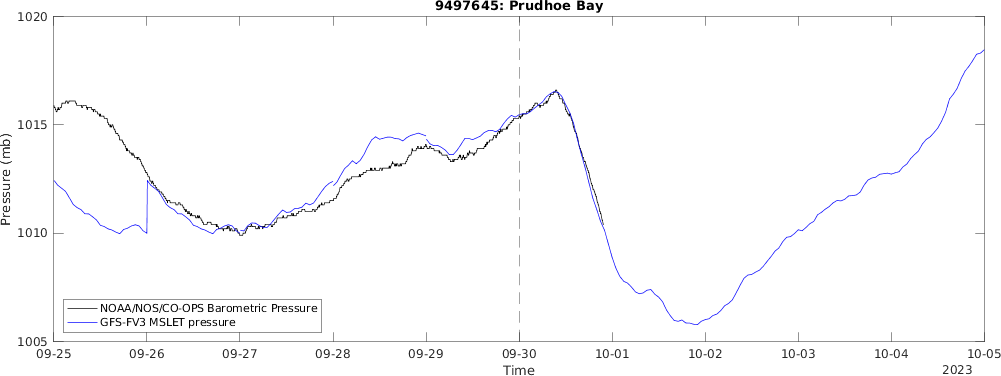 9497645: Prudhoe Bay
1020
1015
1010
1005
Pressure (mb)
NOAA/NOS/CO-OPS Barometric Pressure
GFS-FV3 MSLET pressure
09-25 09-26 09-27 09-28 09-29 09-30 10-01 10-02 10-03 10-04 10-05
Time 2023